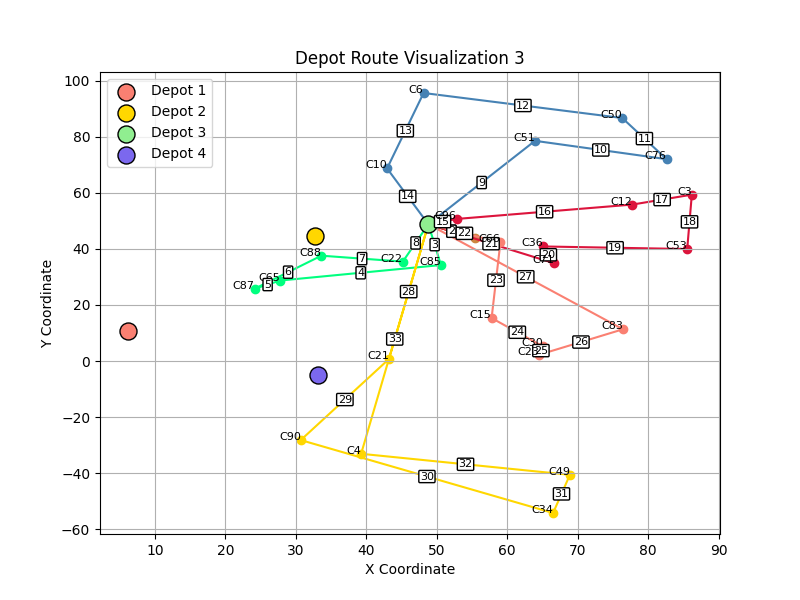 Depot Route Visualization 3
Depot 1
Depot 2
Depot 3
Depot 4
100
80
60
40
20
0
−20
−40
−60
10
20
30
40
50
60
70
80
90
X Coordinate
Y Coordinate
C6
12
C50
13
11
C51
10
C76
C10
14
9
C3
17
C12
16
15
18
C96
2
22
C66
21
C36
19
C53
20
8
3
C88
7
C22
C85
6
4
C65
5
C87
23
27
28
C15
24
C83
C30
26
25
33
C21
29
C90
C4
32
30
C49
31
C34